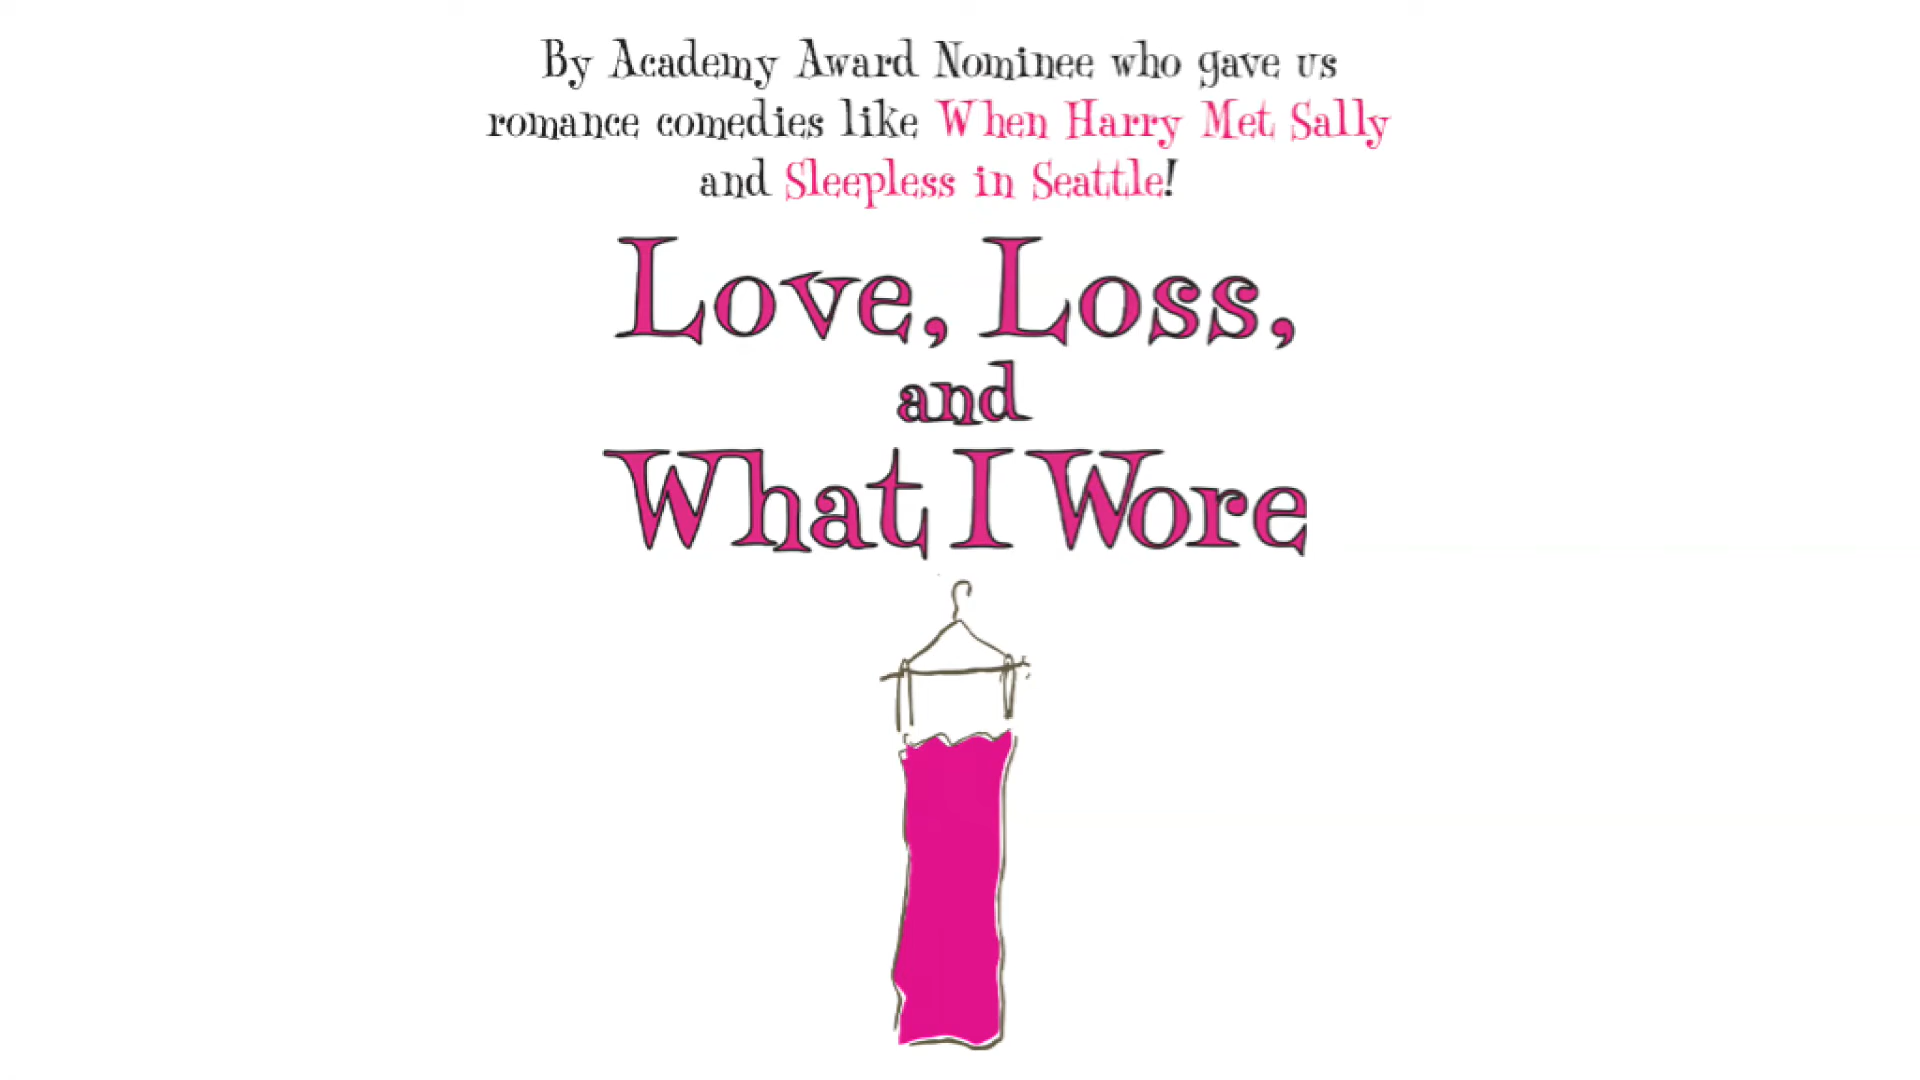 By Academy Award Nominee who gave us
romance comedies like When Harry Met Sally
and Sleepless in Seattle!
Love, Loss,
and
What I Wore